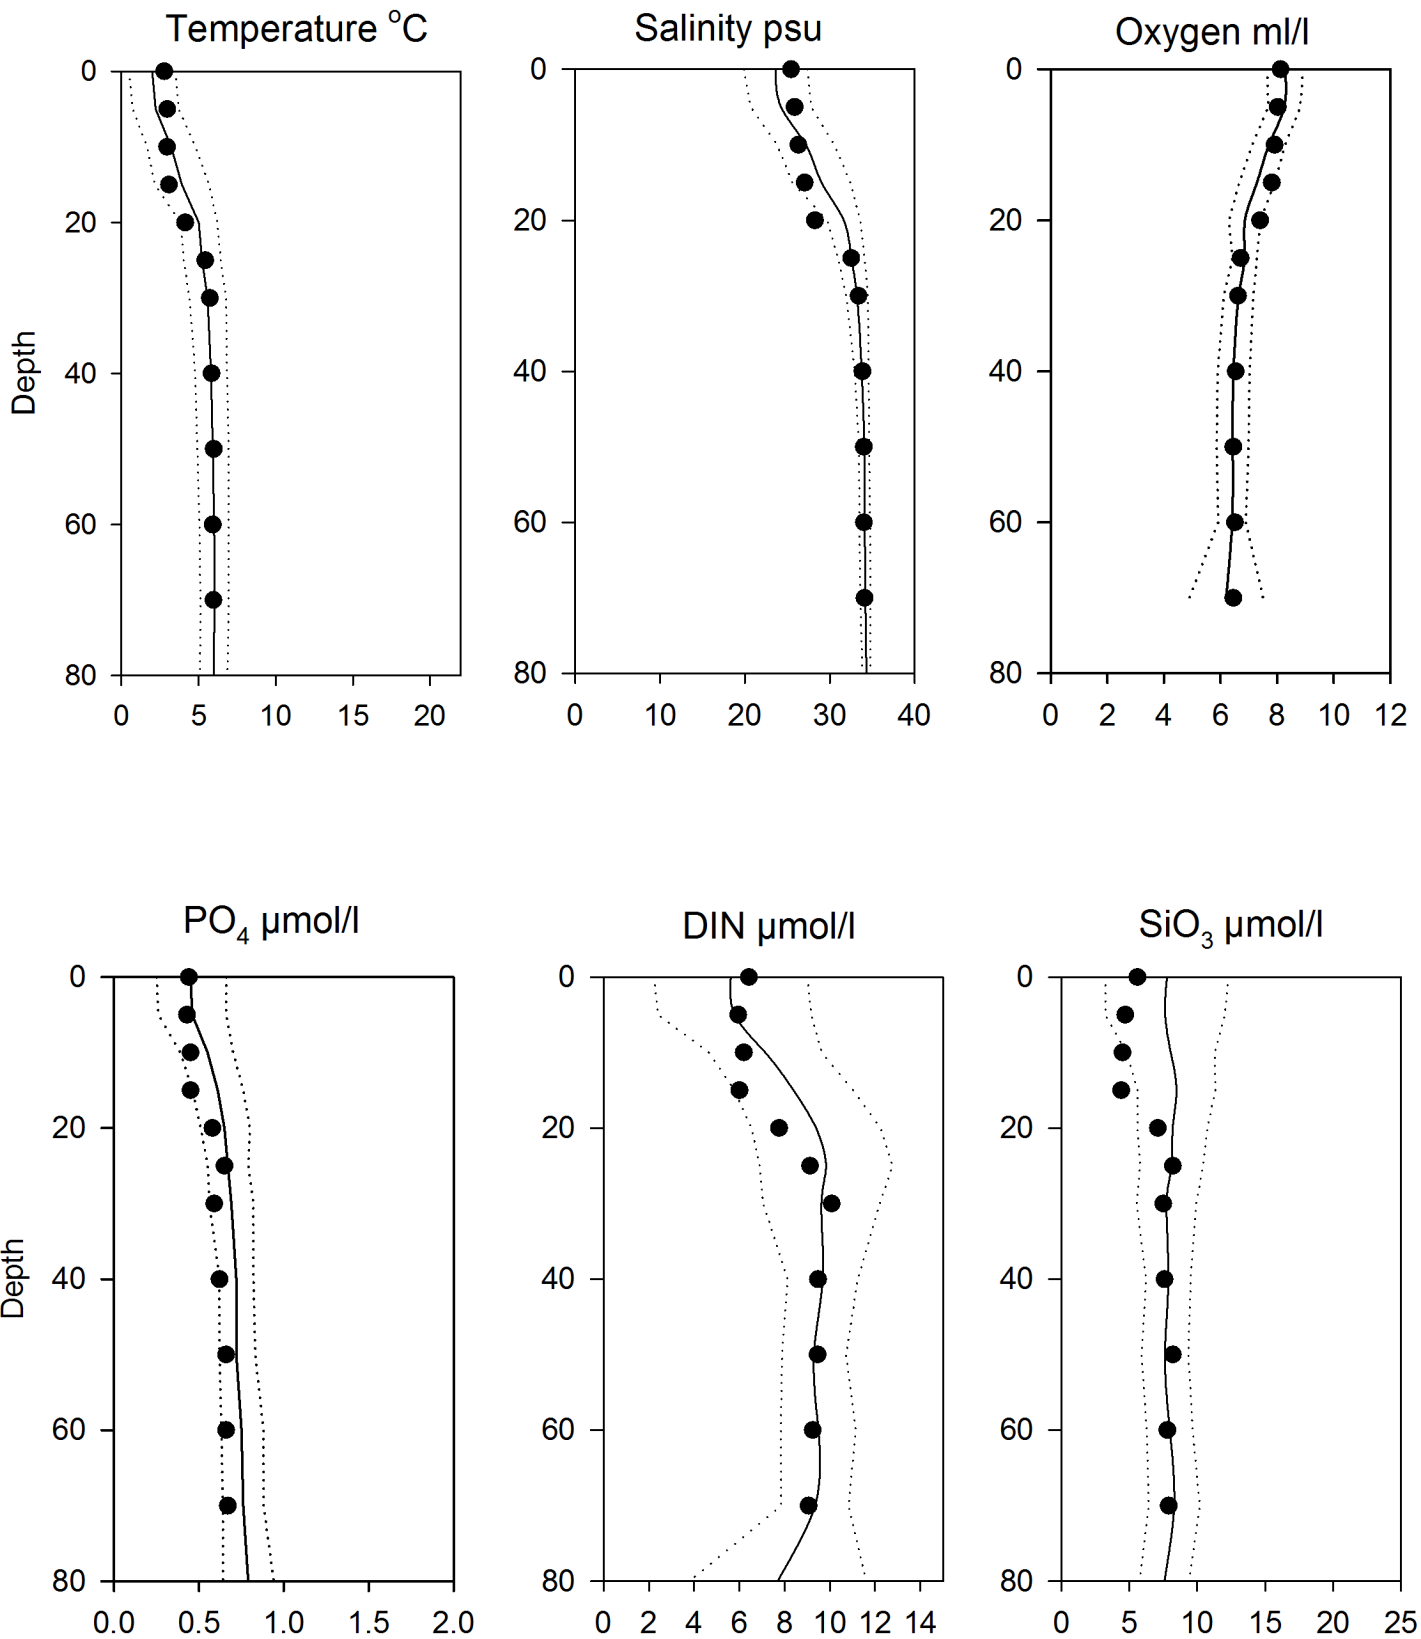 Temperature °C
Salinity psu
Oxygen ml/l
0
20
40
60
80
Depth
0 5 10 15 20
0
20
40
60
80
0 10 20 30 40
0
20
40
60
80
0 2 4 6 8 10 12
PO4 µmol/l
DIN µmol/l
SiO3 µmol/l
0
20
40
60
80
Depth
0.0 0.5 1.0 1.5 2.0
0
20
40
60
80
0 2 4 6 8 10 12 14
0
20
40
60
80
0 5 10 15 20 25